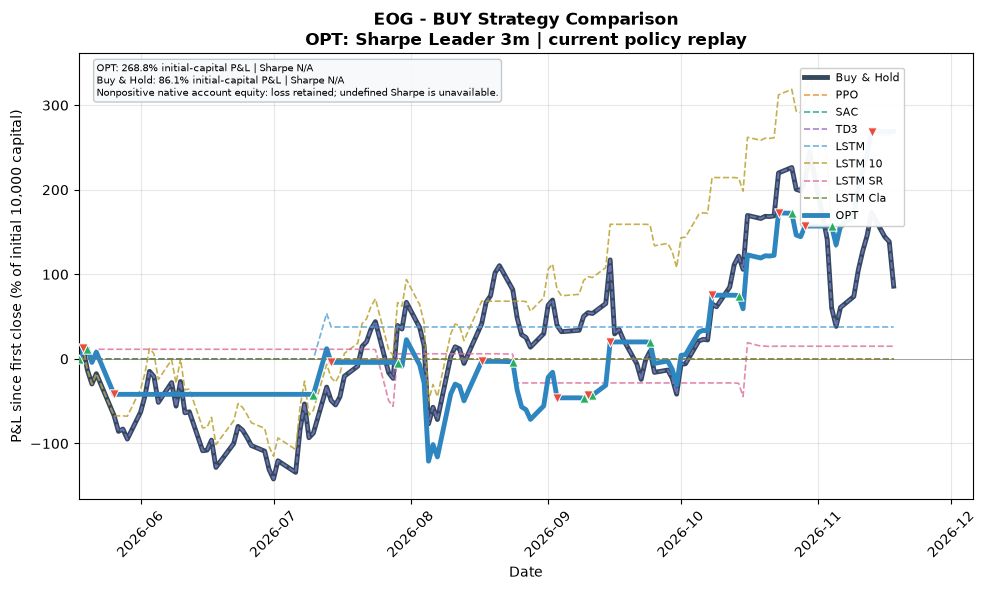 EOG - BUY Strategy Comparison
OPT: Sharpe Leader 3m | current policy replay
OPT: 268.8% initial-capital P&L | Sharpe N/A
Buy & Hold: 86.1% initial-capital P&L | Sharpe N/A
Nonpositive native account equity: loss retained; undefined Sharpe is unavailable.
Buy & Hold
PPO
SAC
TD3
LSTM
LSTM 10
LSTM SR
LSTM Cla
OPT
P&L since first close (% of initial 10,000 capital)
300
200
100
0
−100
2026-06
2026-07
2026-08
2026-09
2026-10
2026-11
2026-12
Date